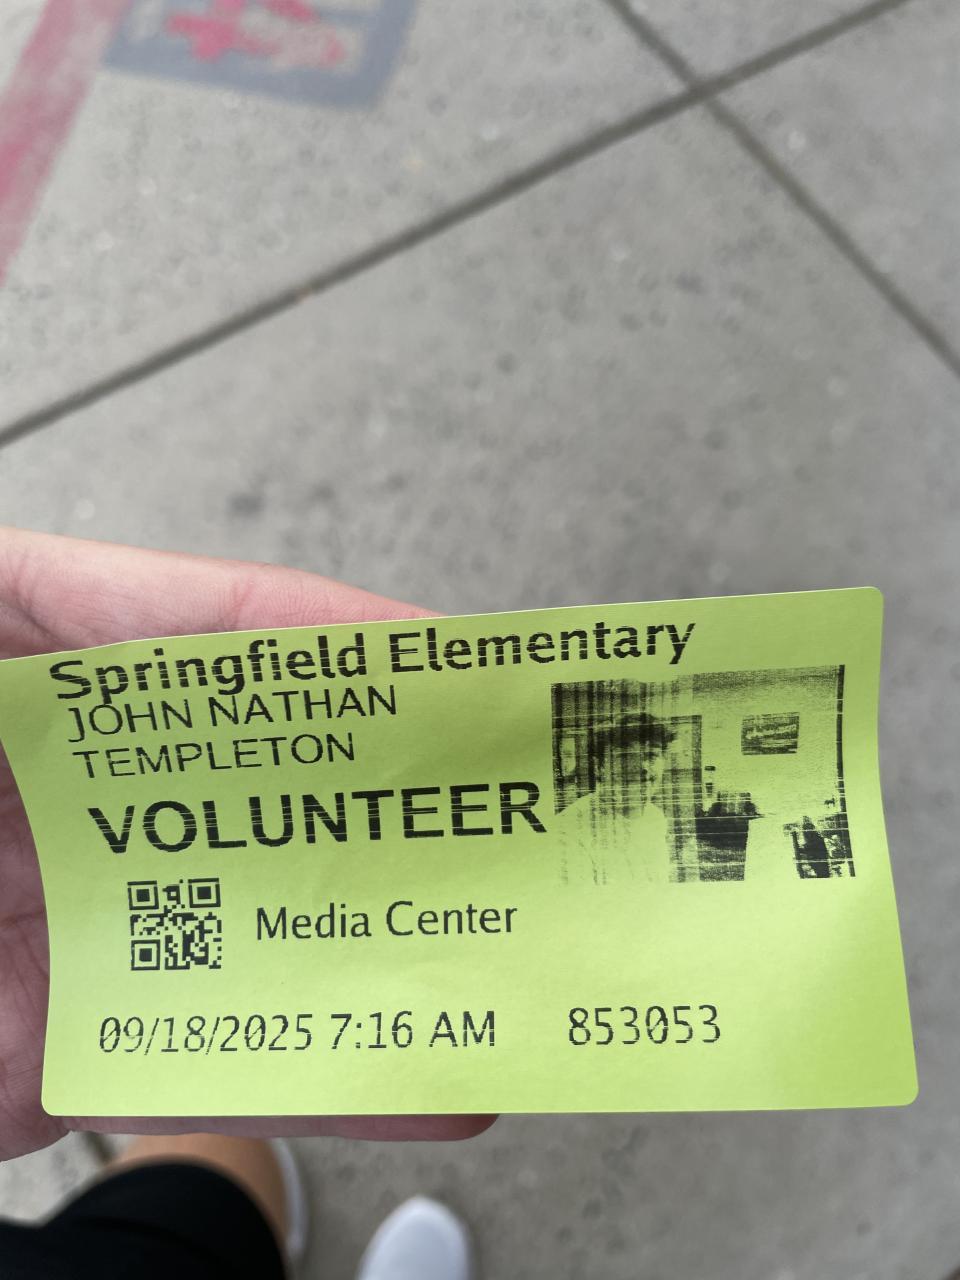 Springfield Elementary
JOHN NATHAN
TEMPLETON
VOLUNTEER
Media Center
09/18/2025 7:16 AM 853053